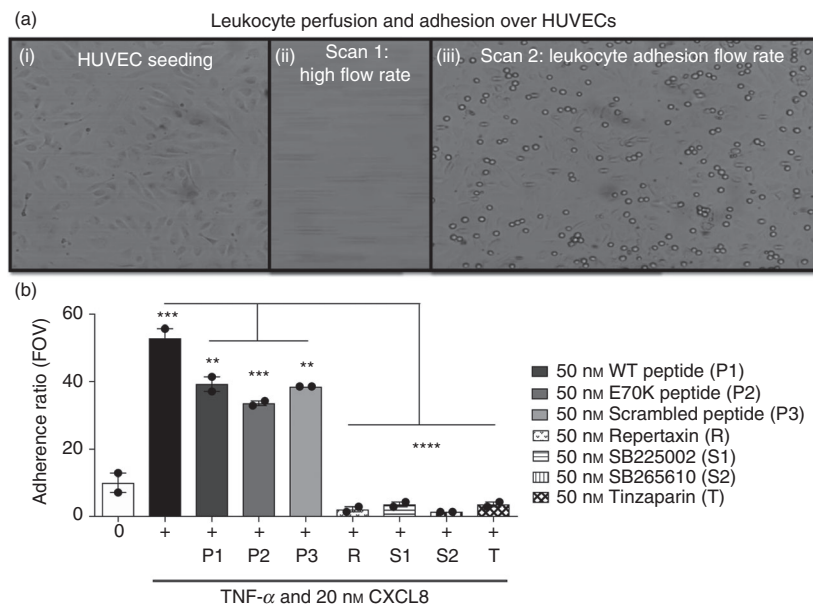 (a)
Leukocyte perfusion and adhesion over HUVECs
(i)
HUVEC seeding
(ii)
Scan 1:
high flow rate
(iii)
Scan 2: leukocyte adhesion flow rate
(b)
Adherence ratio (FOV)
60
40
20
0
***
**
***
**
****
0 + + + + + + + +
P1 P2 P3 R S1 S2 T
TNF-α and 20 nM CXCL8
50 nM WT peptide (P1)
50 nM E70K peptide (P2)
50 nM Scrambled peptide (P3)
50 nM Repertaxin (R)
50 nM SB225002 (S1)
50 nM SB265610 (S2)
50 nM Tinzaparin (T)